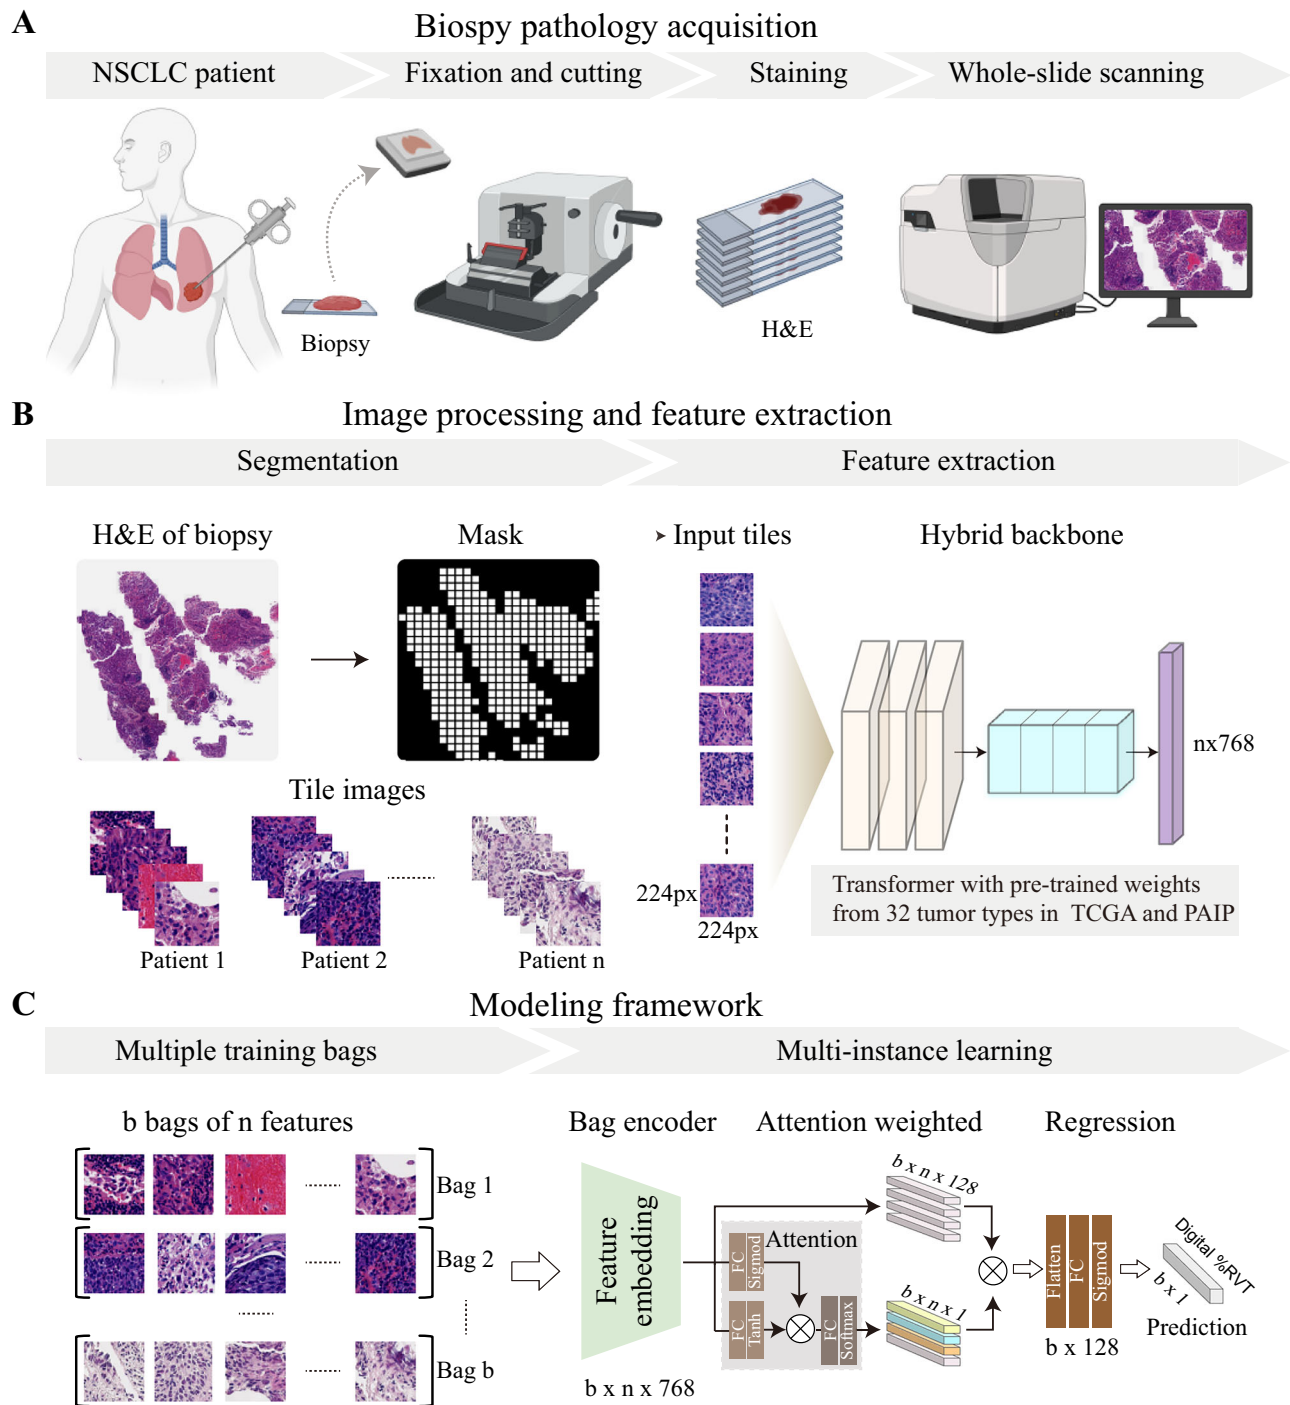 A
Biospy pathology acquisition
NSCLC patient
Fixation and cutting
Staining
Whole-slide scanning
Biopsy
H&E
B
Image processing and feature extraction
Segmentation
Feature extraction
H&E of biopsy
Mask
Input tiles
Hybrid backbone
nx768
Tile images
224px
224px
Transformer with pre-trained weights
from 32 tumor types in TCGA and PAIP
Patient 1
Patient 2
Patient n
C
Modeling framework
Multiple training bags
Multi-instance learning
b bags of n features
Bag encoder
Attention weighted
Regression
Bag 1
Bag 2
Bag b
Feature
embedding
b x n x 768
Attention
FC
Sigmod
FC
Tanh
FC
Softmax
b x n x 128
b x n x 1
Flatten
FC
Sigmod
b x 128
Digital %RVT
b x 1
Prediction